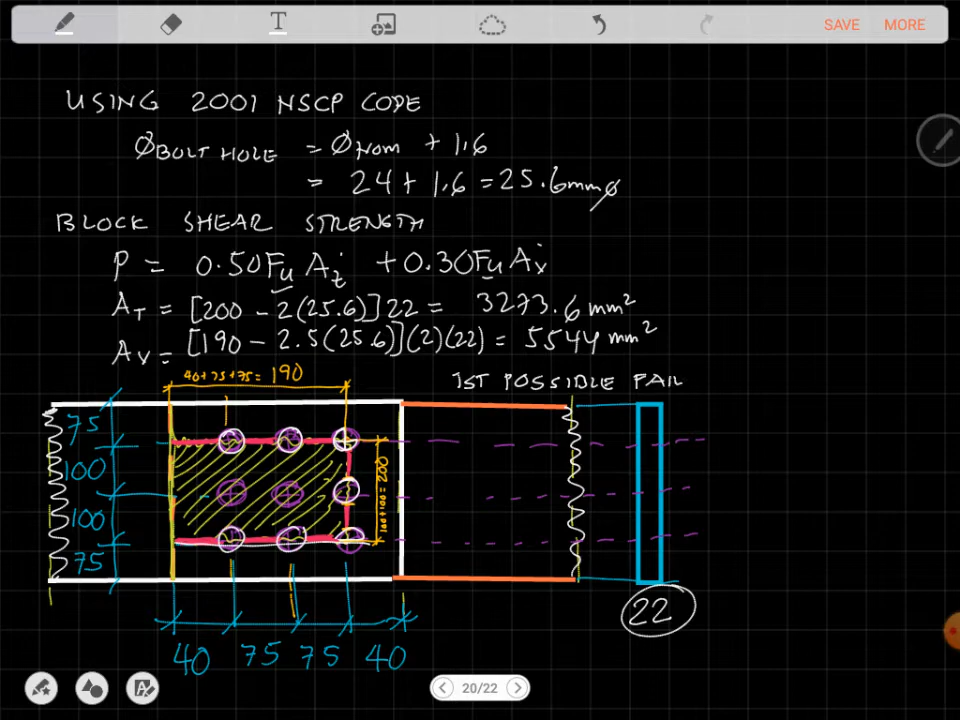 T
SAVE MORE
USING 2001 NSCP CODE
ØBOLT HOLE = ØNOM + 1.6
= 24 + 1.6 = 25.6mmø
BLOCK SHEAR STRENGTH
P = 0.50Fu At + 0.30Fu Av
AT = [200 - 2(25.6)]22 = 3273.6 mm²
AV = [190 - 2.5(25.6)](2)(22) = 5544 mm²
40+75+75= 190
1ST POSSIBLE FAIL
75
100
100
75
100+100= 200
22
40 75 75 40
A
20/22